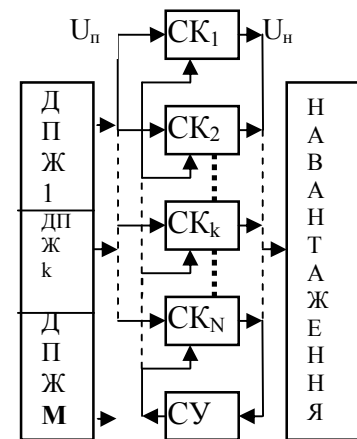 Uп
Uн
СК1
СК2
СКk
СКN
СУ
Д
П
Ж
1
ДП
Ж
k
Д
П
Ж
М
Н
А
В
А
Н
Т
А
Ж
Е
Н
Н
Я